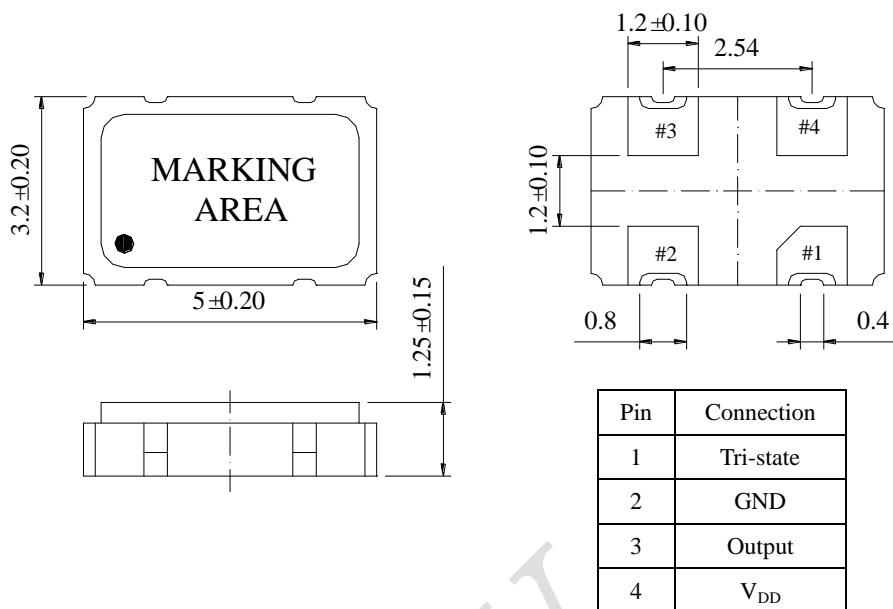 1.2±0.10
2.54
#3
#4
MARKING
AREA
3.2±0.20
1.2±0.10
#2
#1
5±0.20
0.8
0.4
1.25±0.15
Pin Connection
1 Tri-state
2 GND
3 Output
4 VDD